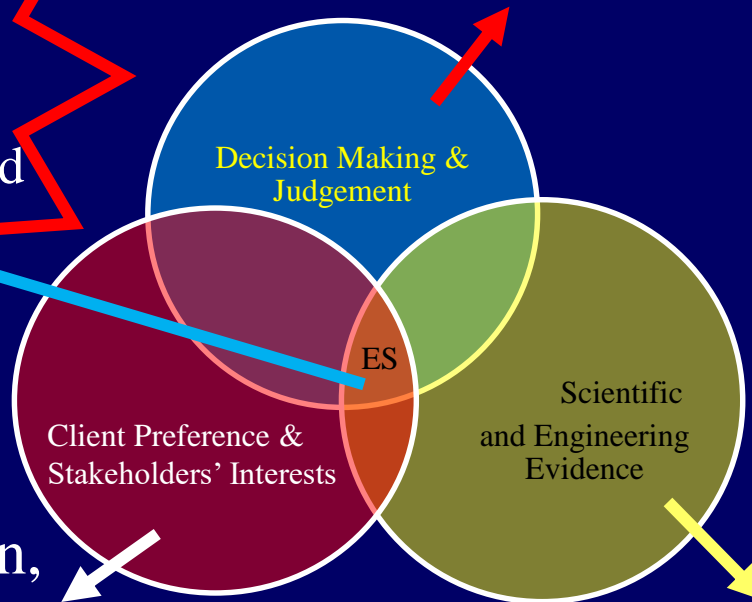 Decision Making &
Judgement
d
ES
Scientific
and Engineering
Evidence
Client Preference &
Stakeholders’ Interests
n,